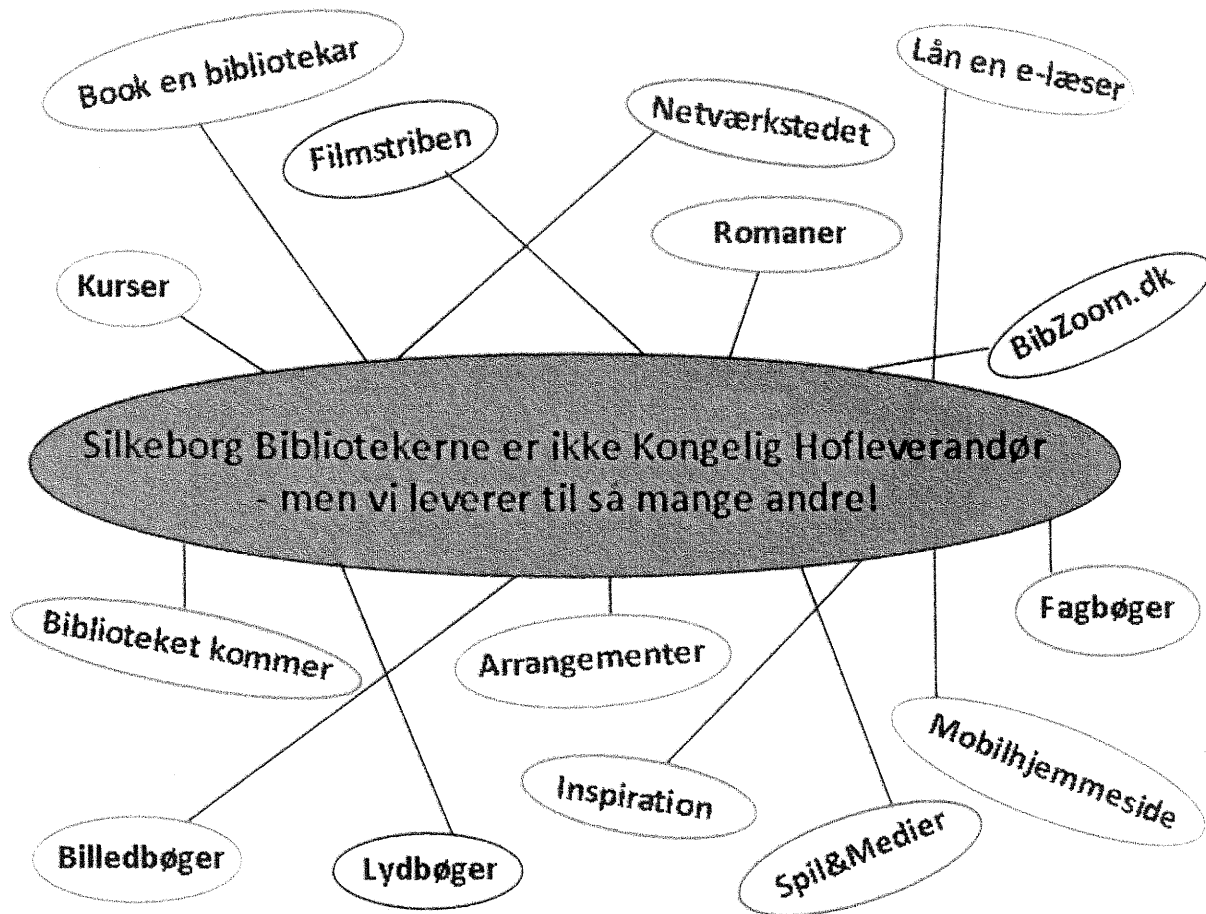 Book en bibliotekar
Lån en e-læser
Netværkstedet
Filmstriben
Romaner
Kurser
BibZoom.dk
Silkeborg Bibliotekerne er ikke Kongelig Hofleverandør
- men vi leverer til så mange andre!
Fagbøger
Biblioteket kommer
Arrangementer
Mobilhjemmeside
Inspiration
Billedbøger
Lydbøger
Spil&Medier